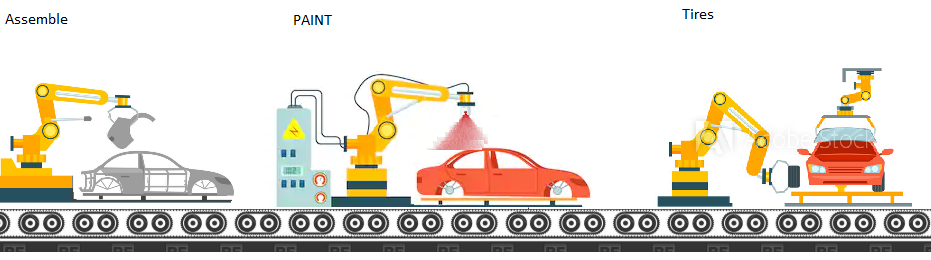 Assemble
PAINT
Tires